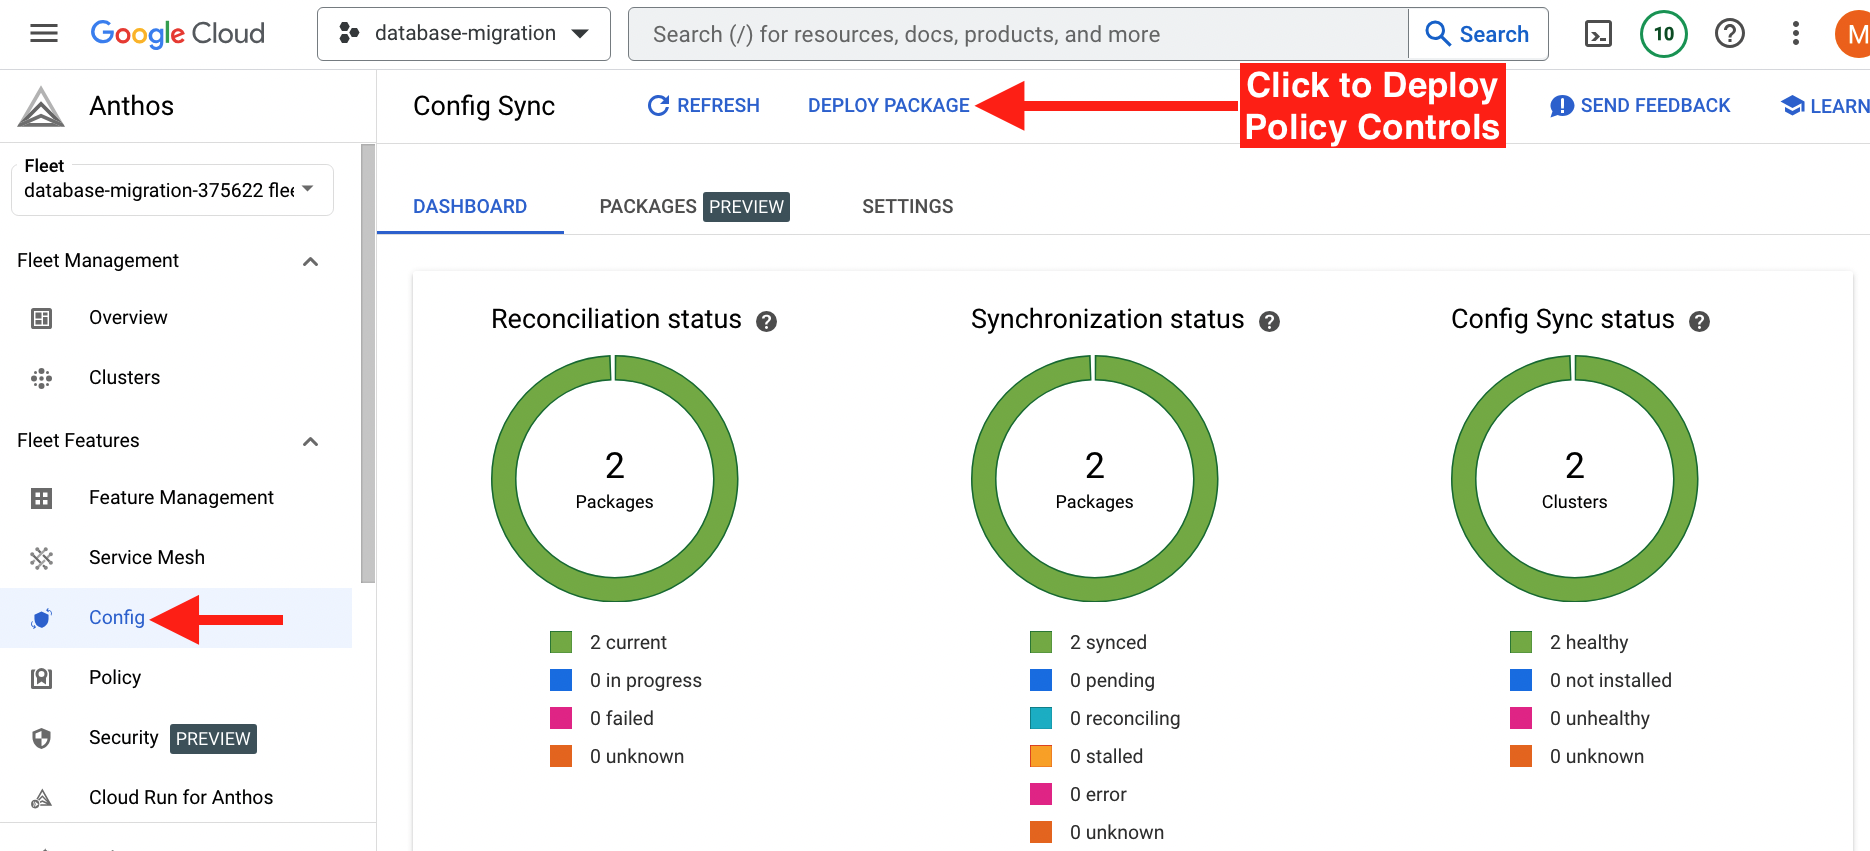 Google Cloud
database-migration
Search (/) for resources, docs, products, and more
Search
10
M
Anthos
Config Sync
REFRESH
DEPLOY PACKAGE
Click to Deploy
Policy Controls
SEND FEEDBACK
LEARN
Fleet
database-migration-375622 flee
DASHBOARD
PACKAGES PREVIEW
SETTINGS
Fleet Management
Overview
Clusters
Fleet Features
Feature Management
Service Mesh
Config
Policy
Security PREVIEW
Cloud Run for Anthos
Reconciliation status
2
Packages
2 current
0 in progress
0 failed
0 unknown
Synchronization status
2
Packages
2 synced
0 pending
0 reconciling
0 stalled
0 error
0 unknown
Config Sync status
2
Clusters
2 healthy
0 not installed
0 unhealthy
0 unknown